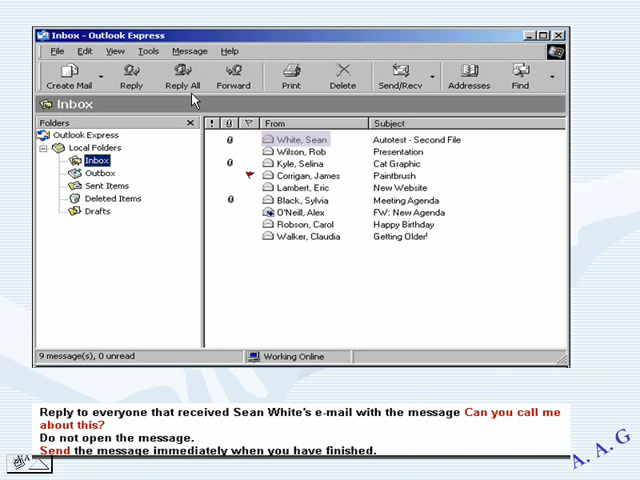 Inbox - Outlook Express
File Edit View Tools Message Help
Create Mail Reply Reply All Forward Print Delete Send/Recv Addresses Find
Inbox
Folders
Outlook Express
Local Folders
Inbox
Outbox
Sent Items
Deleted Items
Drafts
! From Subject
White, Sean Autotest - Second File
Wilson, Rob Presentation
Kyle, Selina Cat Graphic
Corrigan, James Paintbrush
Lambert, Eric New Website
Black, Sylvia Meeting Agenda
O'Neill, Alex FW: New Agenda
Robson, Carol Happy Birthday
Walker, Claudia Getting Older!
9 message(s), 0 unread Working Online
Reply to everyone that received Sean White's e-mail with the message Can you call me
about this?
Do not open the message.
Send the message immediately when you have finished.
A. A. G